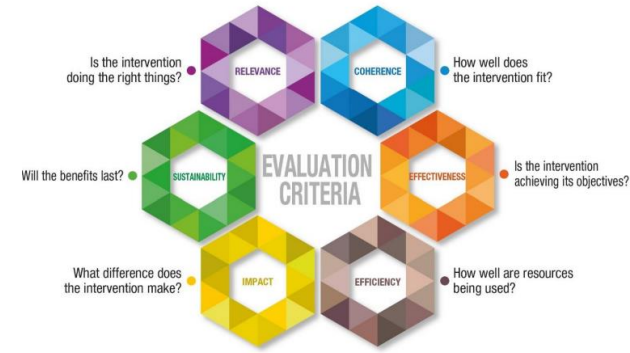 Is the intervention
doing the right things?
RELEVANCE
COHERENCE
How well does
the intervention fit?
Will the benefits last?
SUSTAINABILITY
EVALUATION
CRITERIA
EFFECTIVENESS
Is the intervention
achieving its objectives?
What difference does
the intervention make?
IMPACT
EFFICIENCY
How well are resources
being used?